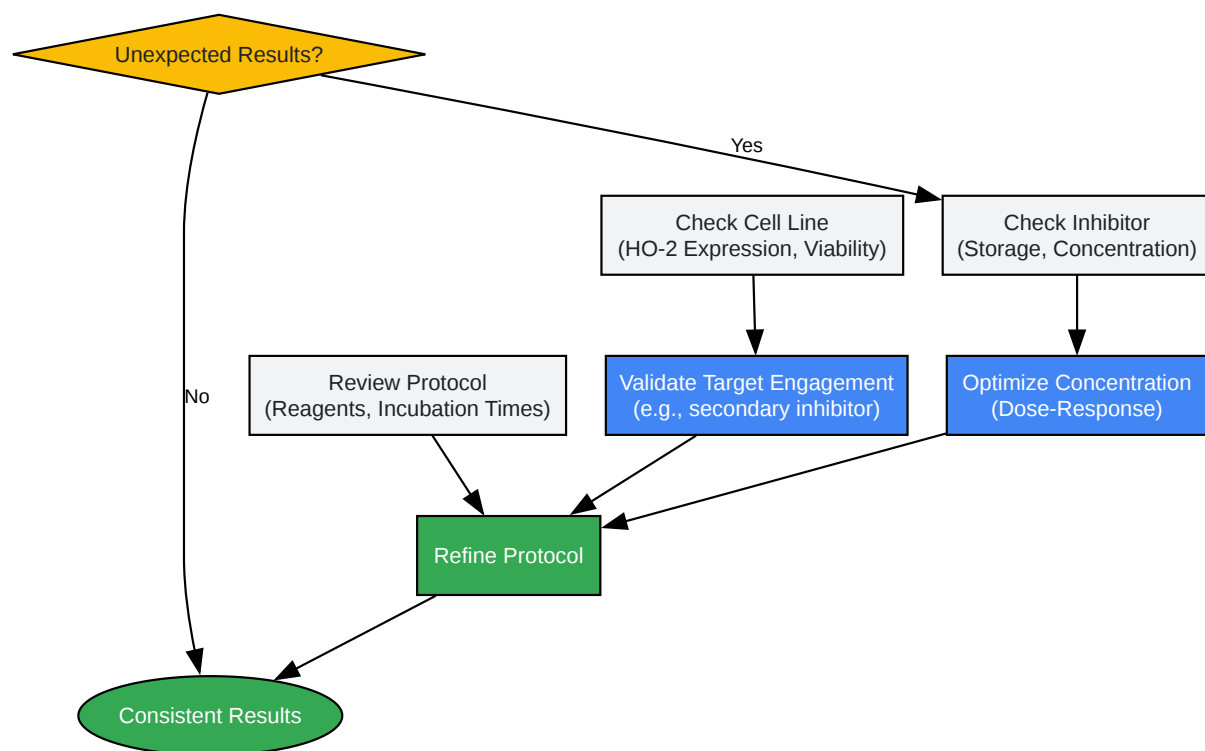 Unexpected Results?
Yes
Check Cell Line
(HO-2 Expression, Viability)
Check Inhibitor
(Storage, Concentration)
Review Protocol
(Reagents, Incubation Times)
Validate Target Engagement
(e.g., secondary inhibitor)
Optimize Concentration
(Dose-Response)
No
Refine Protocol
Consistent Results